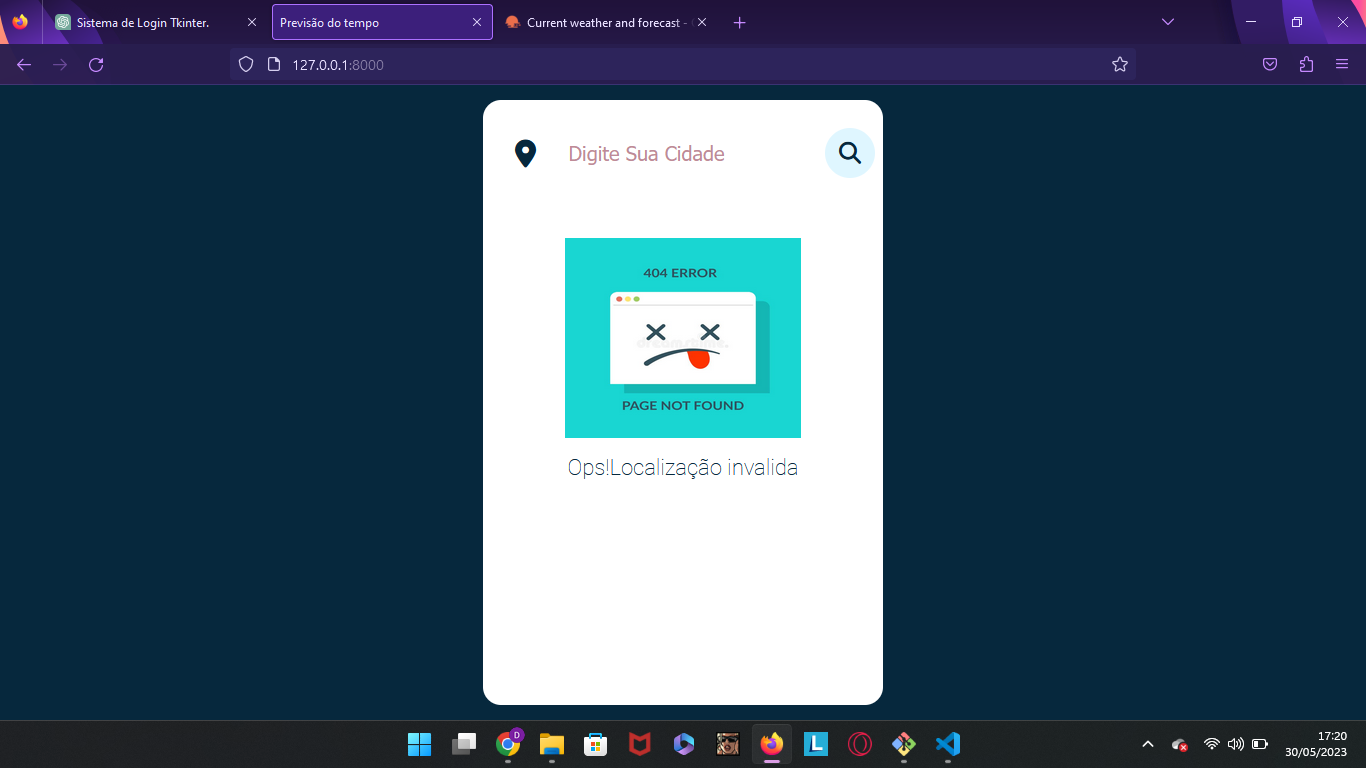 Sistema de Login Tkinter.
Previsão do tempo
Current weather and forecast -
127.0.0.1:8000
Digite Sua Cidade
404 ERROR
PAGE NOT FOUND
Ops!Localização invalida
D
L
17:20
30/05/2023